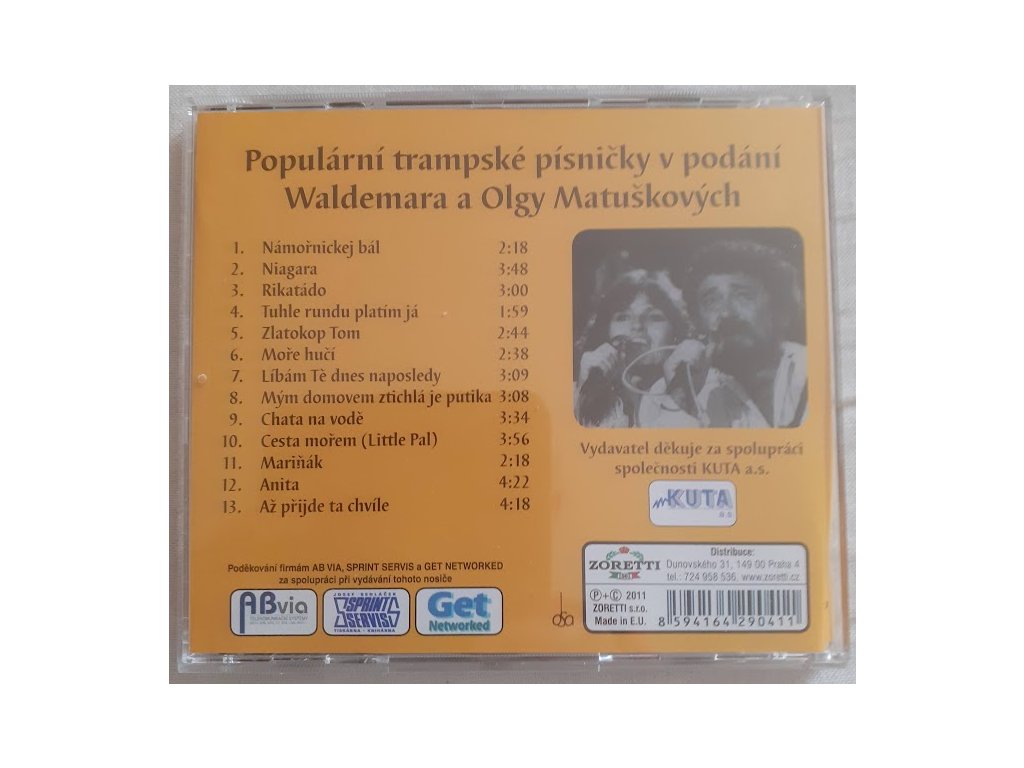 Populární trampské písničky v podání
Waldemara a Olgy Matuškových
1. Námořnickej bál 2:18
2. Niagara 3:48
3. Rikatádo 3:00
4. Tuhle rundu platím já 1:59
5. Zlatokop Tom 2:44
6. Moře hučí 2:38
7. Líbám Tě dnes naposledy 3:09
8. Mým domovem ztichlá je putika 3:08
9. Chata na vodě 3:34
10. Cesta mořem (Little Pal) 3:56
11. Mariňák 2:18
12. Anita 4:22
13. Až přijde ta chvíle 4:18
Vydavatel děkuje za spolupráci
společnosti KUTA a.s.
KUTA
a.s
Poděkování firmám AB VIA, SPRINT SERVIS a GET NETWORKED
za spolupráci při vydávání tohoto nosiče
ABvia
TELEKOMUNIKAČNÍ SYSTÉMY
SPRINT
SERVIS
TISKÁRNA - KNIHÁRNA
Get
Networked
dsa
ZORETTI
Distribuce:
Dunovského 31, 149 00 Praha 4
tel.: 724 958 536, www.zoretti.cz
P+C 2011
ZORETTI s.r.o.
Made in E.U.
8 594164 290411